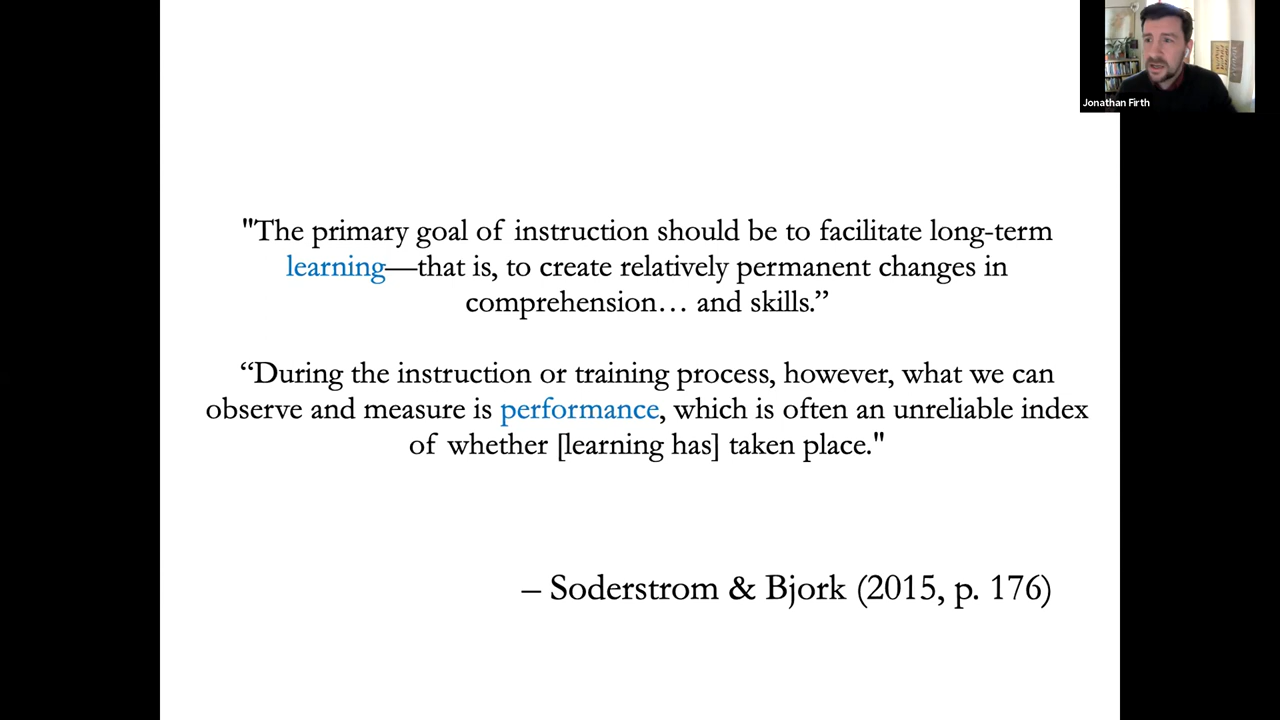 Jonathan Firth
"The primary goal of instruction should be to facilitate long-term
learning—that is, to create relatively permanent changes in
comprehension… and skills.”
“During the instruction or training process, however, what we can
observe and measure is performance, which is often an unreliable index
of whether [learning has] taken place."
– Soderstrom & Bjork (2015, p. 176)